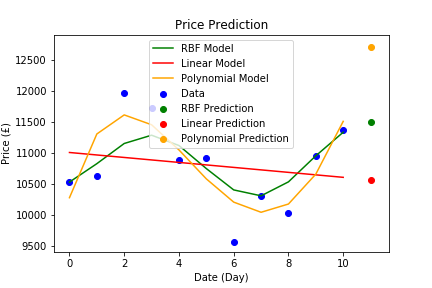 Price Prediction
Price (£)
12500
12000
11500
11000
10500
10000
9500
RBF Model
Linear Model
Polynomial Model
Data
RBF Prediction
Linear Prediction
Polynomial Prediction
0 2 4 6 8 10
Date (Day)